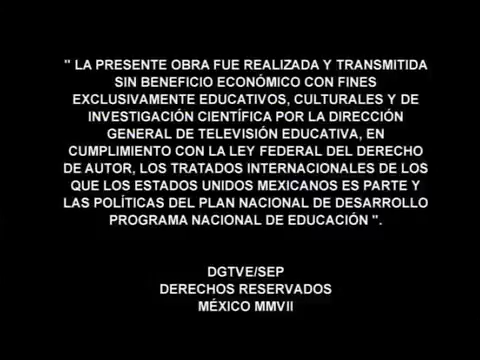 " LA PRESENTE OBRA FUE REALIZADA Y TRANSMITIDA
SIN BENEFICIO ECONÓMICO CON FINES
EXCLUSIVAMENTE EDUCATIVOS, CULTURALES Y DE
INVESTIGACIÓN CIENTÍFICA POR LA DIRECCIÓN
GENERAL DE TELEVISIÓN EDUCATIVA, EN
CUMPLIMIENTO CON LA LEY FEDERAL DEL DERECHO
DE AUTOR, LOS TRATADOS INTERNACIONALES DE LOS
QUE LOS ESTADOS UNIDOS MEXICANOS ES PARTE Y
LAS POLÍTICAS DEL PLAN NACIONAL DE DESARROLLO
PROGRAMA NACIONAL DE EDUCACIÓN ".
DGTVE/SEP
DERECHOS RESERVADOS
MÉXICO MMVII